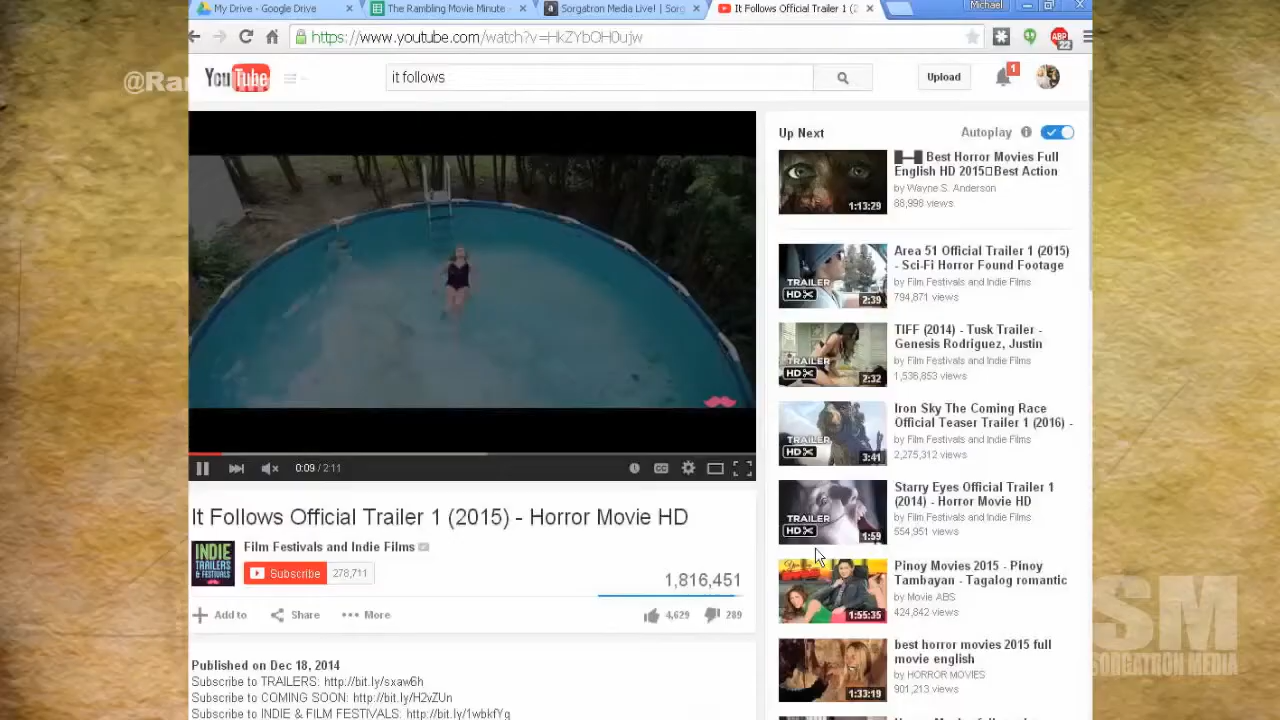 My Drive - Google Drive
The Rambling Movie Minute -
Sorgatron Media Live! | Sorg
It Follows Official Trailer 1 (2
Michael
https://www.youtube.com/watch?v=HkZYbOH0ujw
ABP
22
@Ra
YouTube
it follows
Upload
1
Up Next
Autoplay
Best Horror Movies Full
English HD 2015 Best Action
by Wayne S. Anderson
88,998 views
1:13:29
Area 51 Official Trailer 1 (2015)
- Sci-Fi Horror Found Footage
by Film Festivals and Indie Films
794,871 views
TRAILER
HD
2:39
TIFF (2014) - Tusk Trailer -
Genesis Rodriguez, Justin
by Film Festivals and Indie Films
1,536,853 views
TRAILER
HD
2:32
Iron Sky The Coming Race
Official Teaser Trailer 1 (2016) -
by Film Festivals and Indie Films
2,275,312 views
TRAILER
HD
3:41
Starry Eyes Official Trailer 1
(2014) - Horror Movie HD
by Film Festivals and Indie Films
554,951 views
TRAILER
HD
1:59
Pinoy Movies 2015 - Pinoy
Tambayan - Tagalog romantic
by Movie ABS
424,842 views
1:55:35
best horror movies 2015 full
movie english
by HORROR MOVIES
901,213 views
1:33:19
0:09 / 2:11
CC
It Follows Official Trailer 1 (2015) - Horror Movie HD
INDIE
TRAILERS
& FESTIVALS
Film Festivals and Indie Films
Subscribe 278,711
1,816,451
Add to
Share
More
4,629
289
Published on Dec 18, 2014
Subscribe to TRAILERS: http://bit.ly/sxaw6h
Subscribe to COMING SOON: http://bit.ly/H2vZUn
Subscribe to INDIE & FILM FESTIVALS: http://bit.ly/1wbkfYg
SM
SORGATRON MEDIA